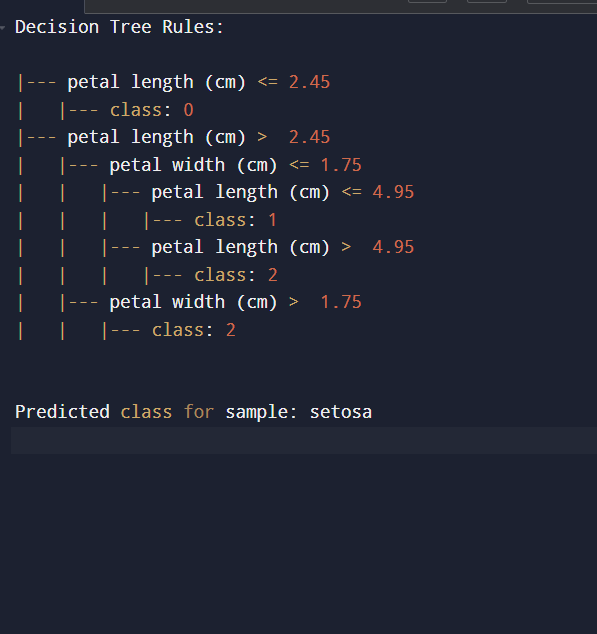 Decision Tree Rules:
|--- petal length (cm) <= 2.45
|   |--- class: 0
|--- petal length (cm) >  2.45
|   |--- petal width (cm) <= 1.75
|   |   |--- petal length (cm) <= 4.95
|   |   |   |--- class: 1
|   |   |--- petal length (cm) >  4.95
|   |   |   |--- class: 2
|   |--- petal width (cm) >  1.75
|   |   |--- class: 2
Predicted class for sample: setosa